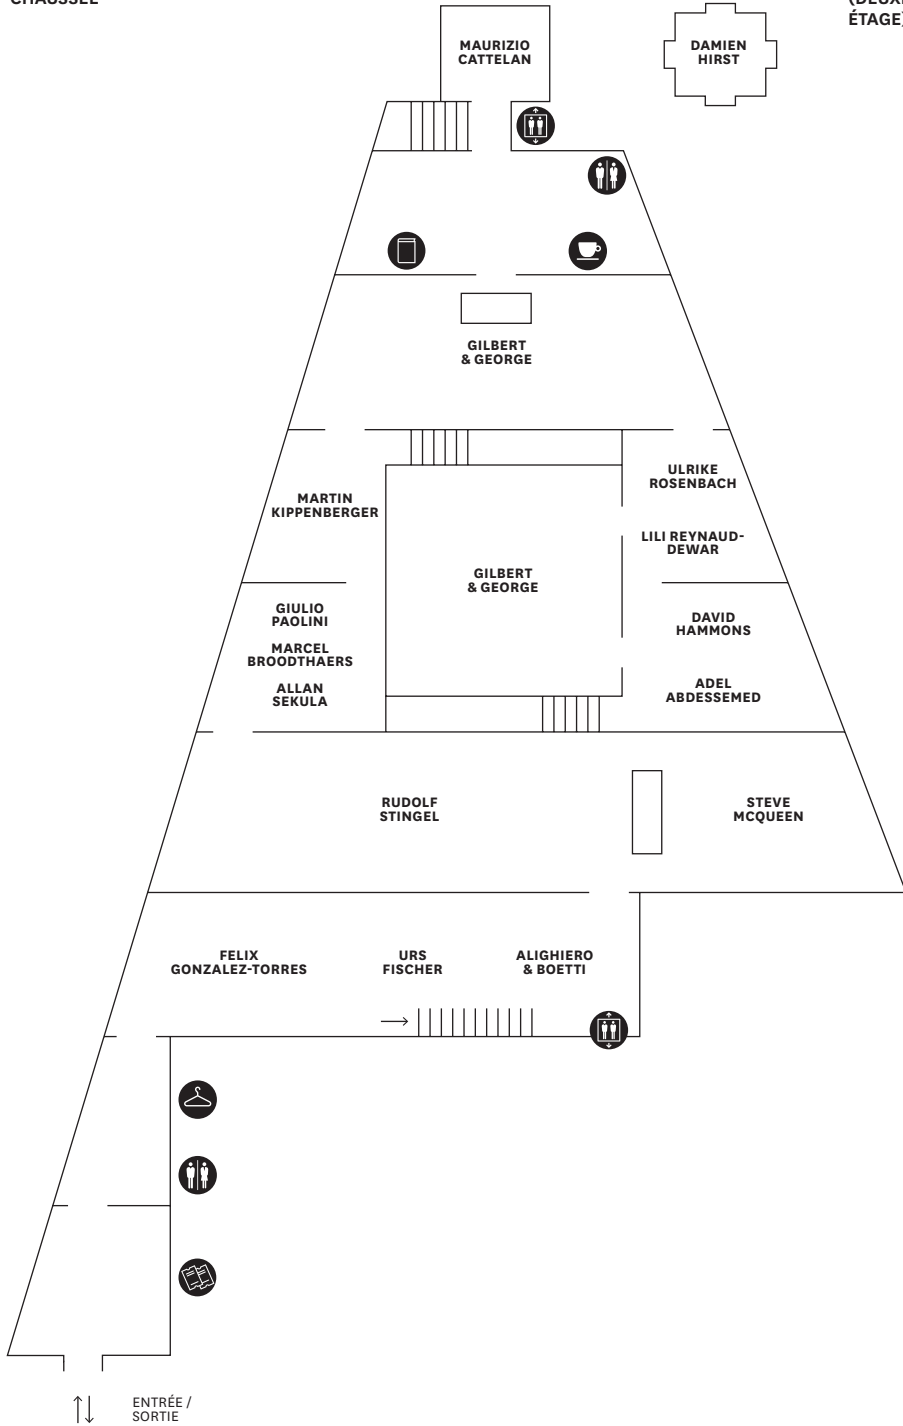 CHAUSSÉE
ÉTAGE)
MAURIZIO
CATTELAN
DAMIEN
HIRST
GILBERT
& GEORGE
ULRIKE
ROSENBACH
MARTIN
KIPPENBERGER
LILI REYNAUD-
DEWAR
GILBERT
& GEORGE
GIULIO
PAOLINI
DAVID
HAMMONS
MARCEL
BROODTHAERS
ALLAN
SEKULA
ADEL
ABDESSEMED
RUDOLF
STINGEL
STEVE
MCQUEEN
FELIX
GONZALEZ-TORRES
URS
FISCHER
ALIGHIERO
& BOETTI
ENTRÉE /
SORTIE